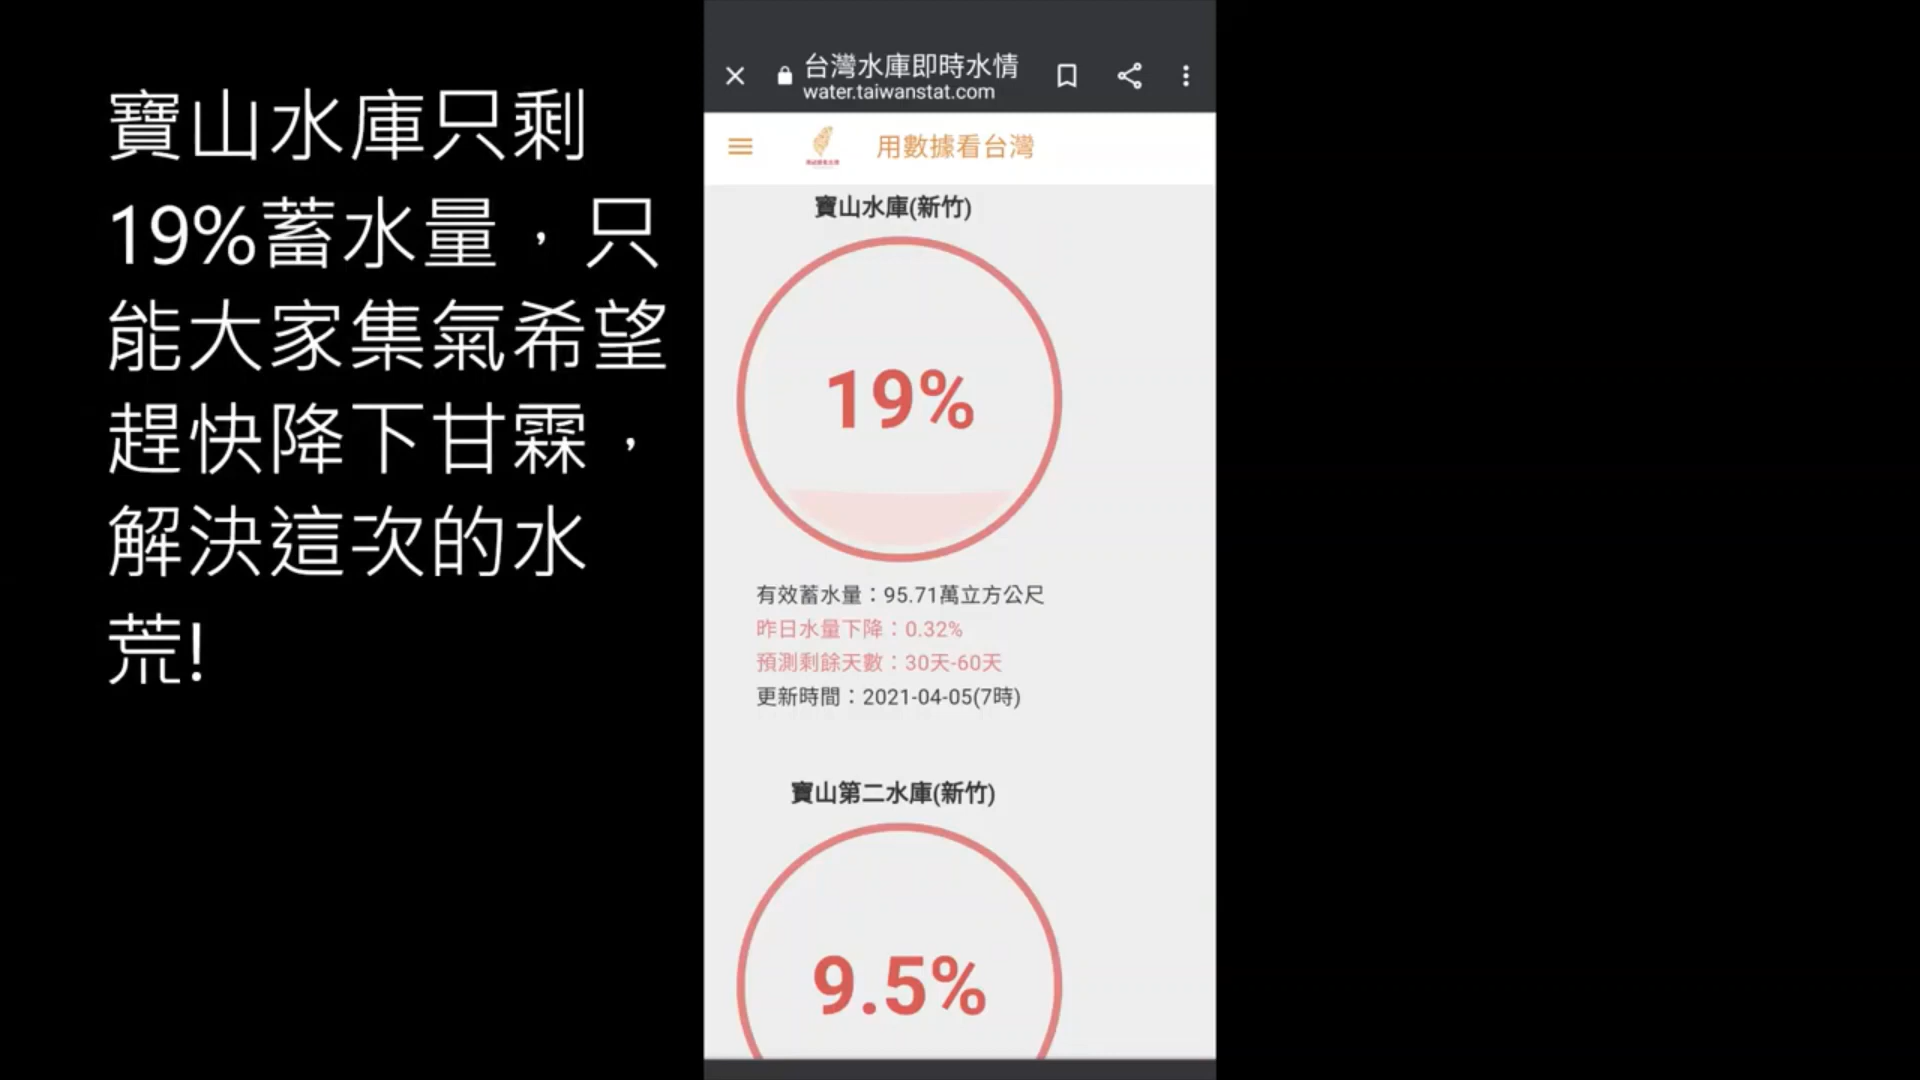 寶山水庫只剩
19%蓄水量，只
能大家集氣希望
趕快降下甘霖，
解決這次的水
荒!
台灣水庫即時水情
water.taiwanstat.com
用數據看台灣
寶山水庫(新竹)
19%
有效蓄水量：95.71萬立方公尺
昨日水量下降：0.32%
預測剩餘天數：30天-60天
更新時間：2021-04-05(7時)
寶山第二水庫(新竹)
9.5%